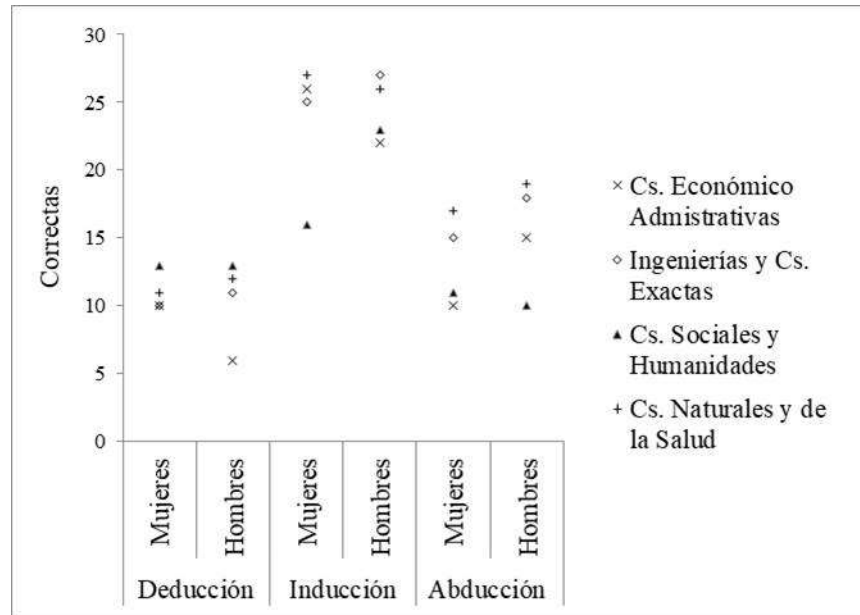 30
25
20
15
10
5
0
Correctas
Mujeres
Hombres
Mujeres
Hombres
Mujeres
Hombres
Deducción
Inducción
Abducción
Cs. Económico
Admistrativas
Ingenierías y Cs.
Exactas
Cs. Sociales y
Humanidades
Cs. Naturales y de
la Salud